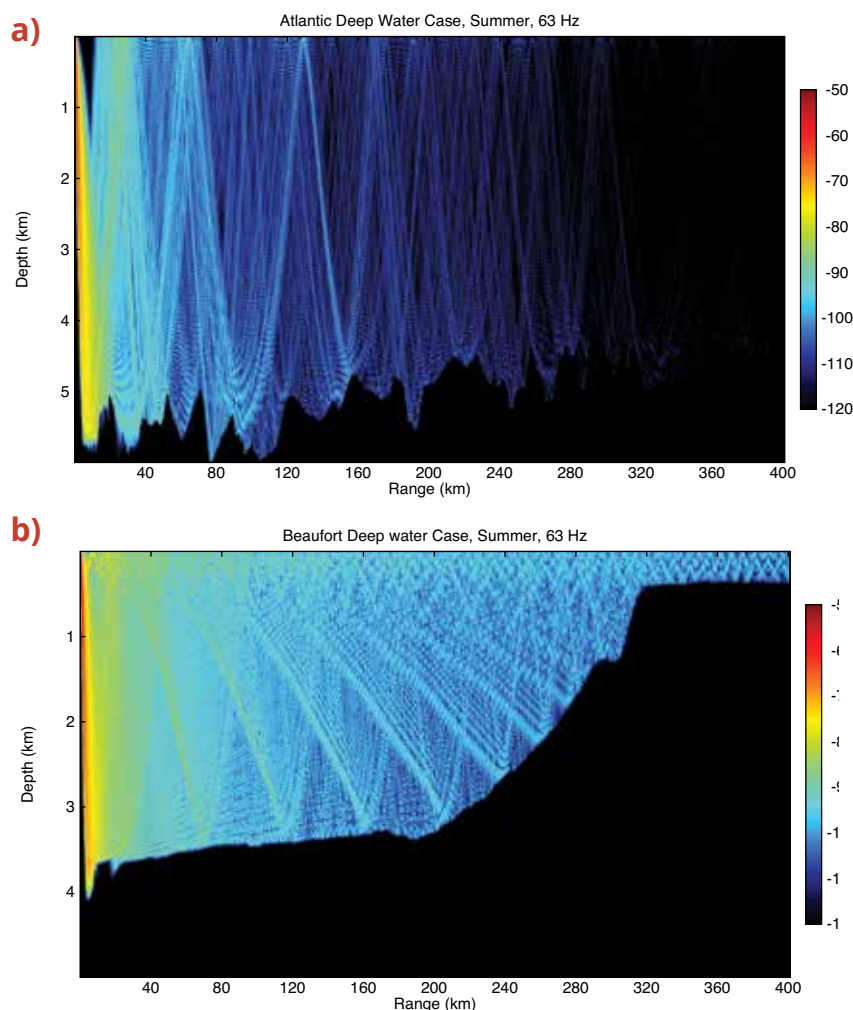 a)
Atlantic Deep Water Case, Summer, 63 Hz
Depth (km)
1
2
3
4
5
40 80 120 160 200 240 280 320 360 400
Range (km)
-50
-60
-70
-80
-90
-100
-110
-120
b)
Beaufort Deep water Case, Summer, 63 Hz
Depth (km)
1
2
3
4
40 80 120 160 200 240 280 320 360 400
Range (km)
-1
-1
-1